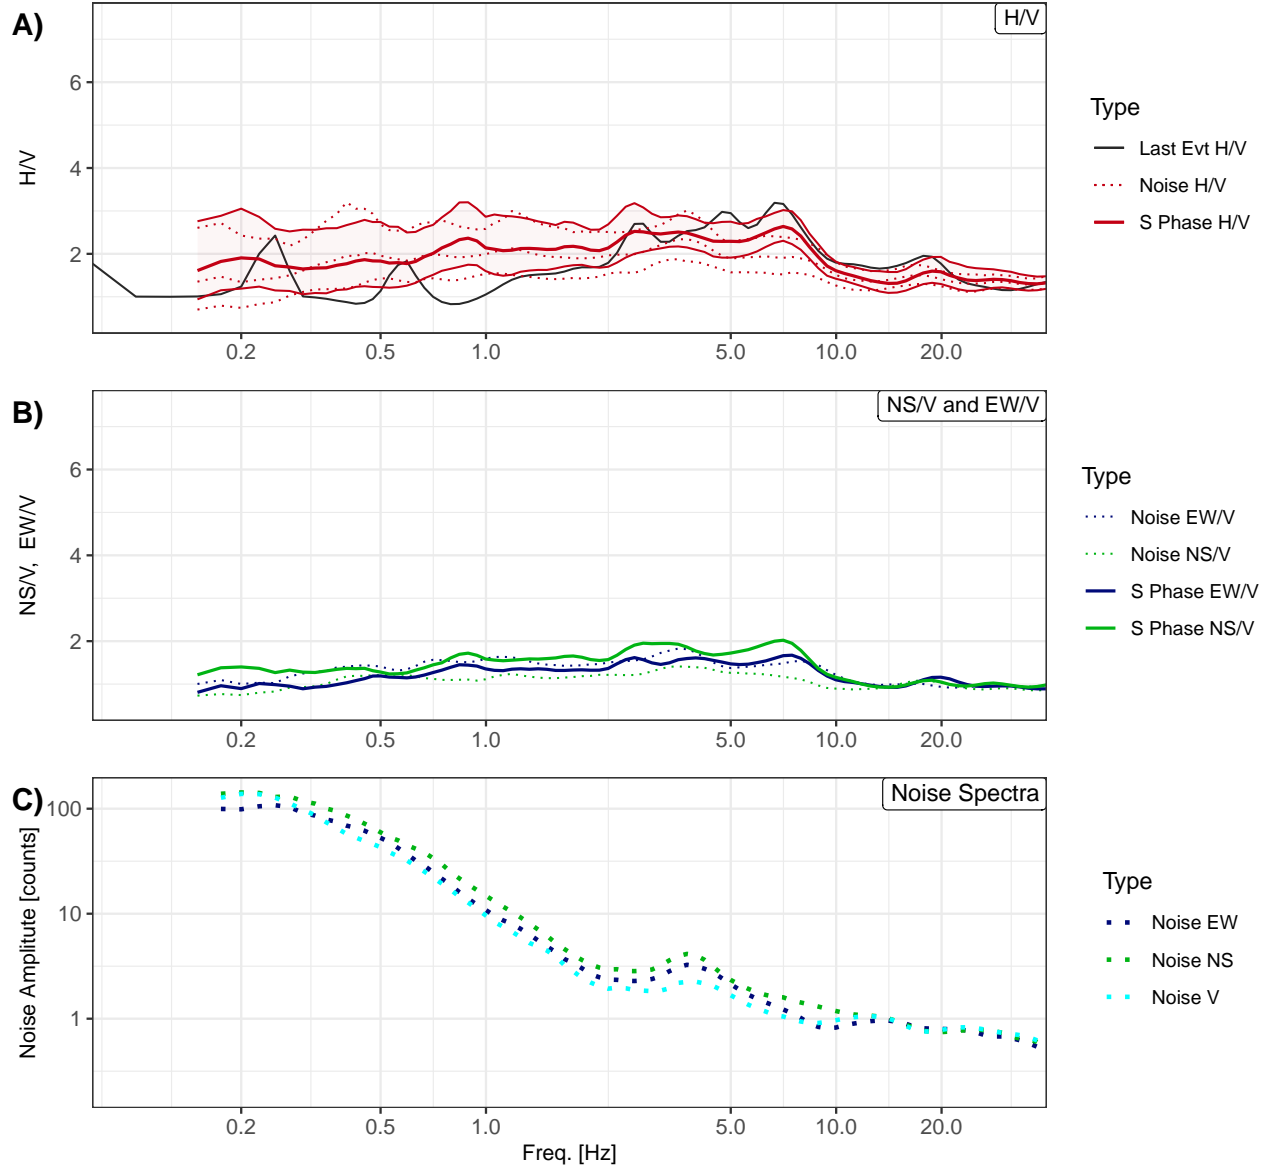 A)
H/V
6
4
2
H/V
0.2 0.5 1.0 5.0 10.0 20.0
Type
Last Evt H/V
Noise H/V
S Phase H/V
B)
NS/V and EW/V
6
4
2
NS/V, EW/V
0.2 0.5 1.0 5.0 10.0 20.0
Type
Noise EW/V
Noise NS/V
S Phase EW/V
S Phase NS/V
C)
Noise Spectra
100
10
1
Noise Amplitute [counts]
0.2 0.5 1.0 5.0 10.0 20.0
Freq. [Hz]
Type
Noise EW
Noise NS
Noise V